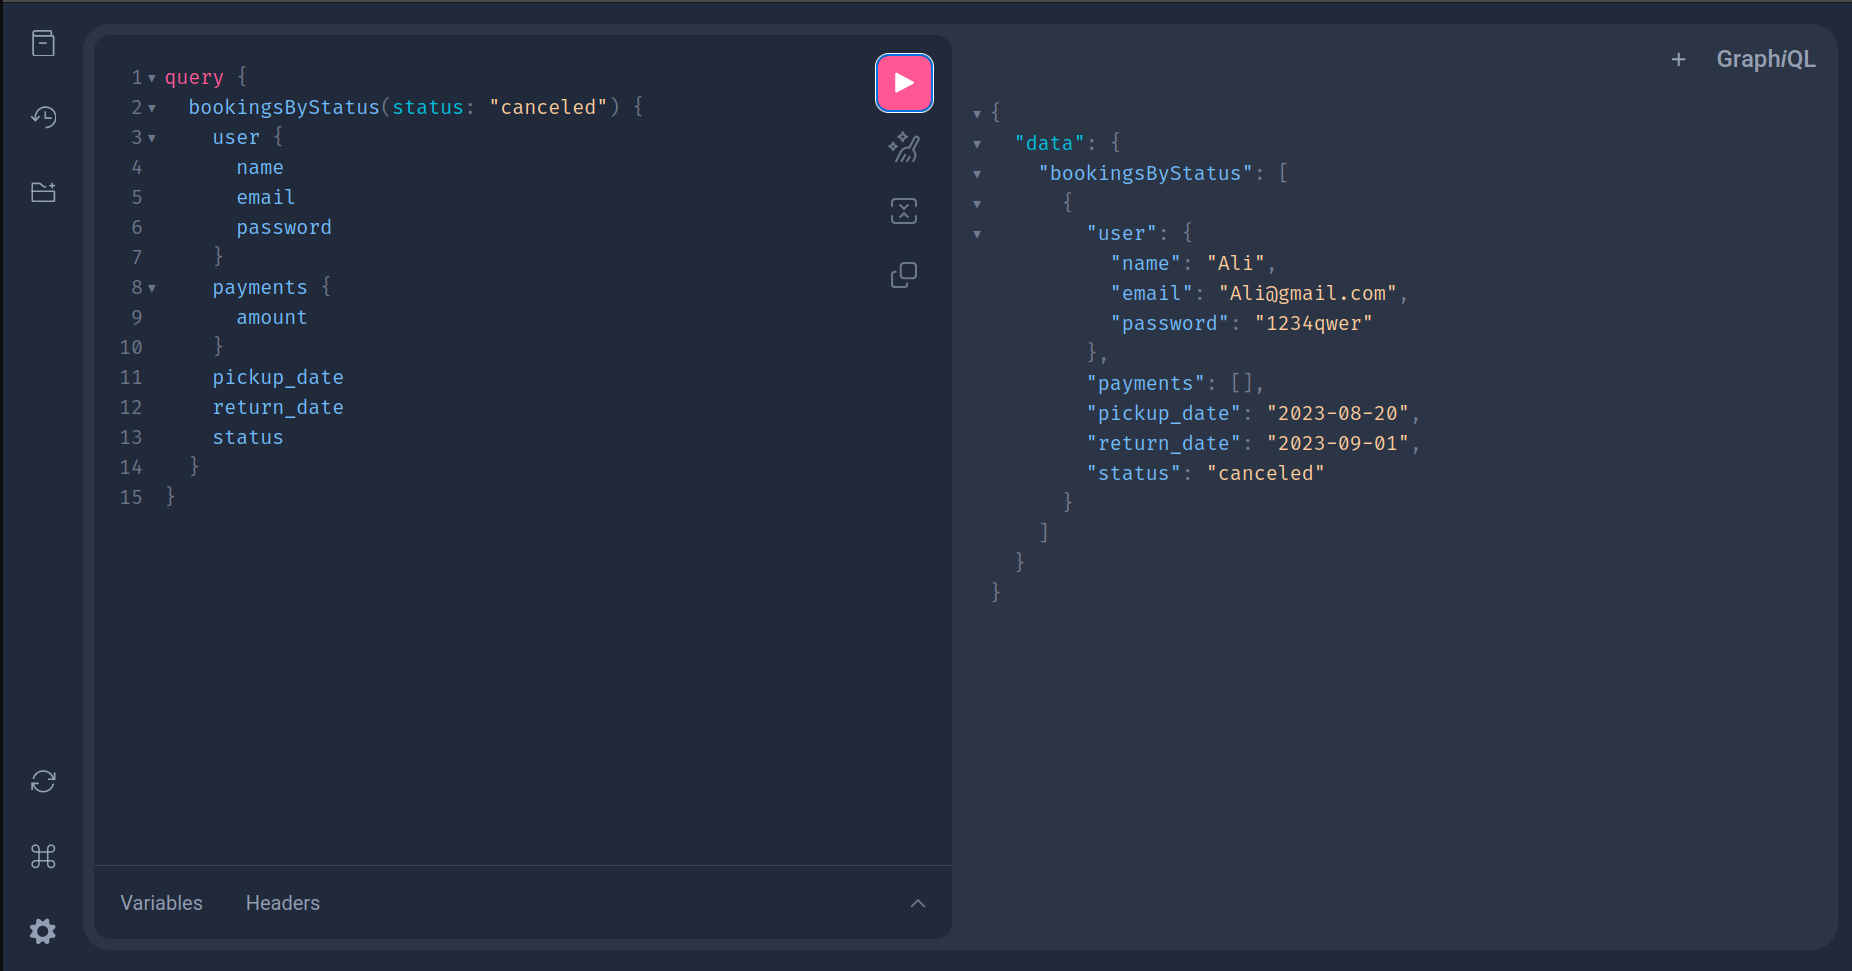 1 query {
2 bookingsByStatus(status: "canceled") {
3 user {
4 name
5 email
6 password
7 }
8 payments {
9 amount
10 }
11 pickup_date
12 return_date
13 status
14 }
15 }
Variables Headers
+ GraphiQL
{
"data": {
"bookingsByStatus": [
{
"user": {
"name": "Ali",
"email": "Ali@gmail.com",
"password": "1234qwer"
},
"payments": [],
"pickup_date": "2023-08-20",
"return_date": "2023-09-01",
"status": "canceled"
}
]
}
}